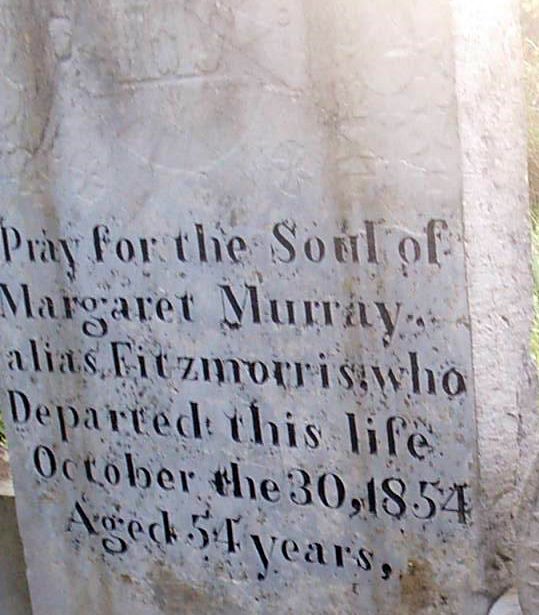 Pray for the Soul of
Margaret Murray,
alias, Fitzmorris, who
Departed this life
October the 30, 1854
Aged 54 years,